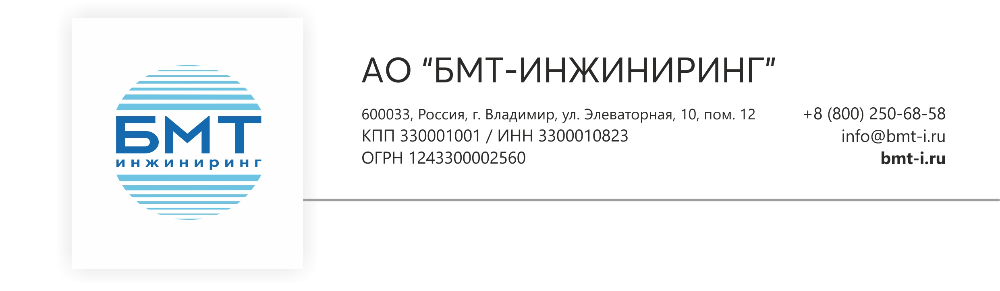 БМТ
инжиниринг
АО "БМТ-ИНЖИНИРИНГ"
600033, Россия, г. Владимир, ул. Элеваторная, 10, пом. 12
КПП 330001001 / ИНН 3300010823
ОГРН 1243300002560
+8 (800) 250-68-58
info@bmt-i.ru
bmt-i.ru